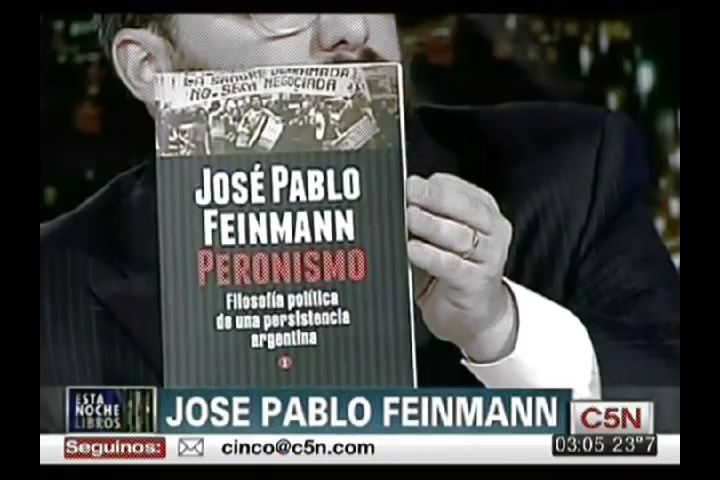 LA SANGRE DERRAMADA
NO SERA NEGOCIADA
JOSÉ PABLO
FEINMANN
PERONISMO
Filosofía política
de una persistencia
argentina
ESTA
NOCHE
LIBROS
JOSE PABLO FEINMANN
C5N
Seguinos:
cinco@c5n.com
03:05 23°7